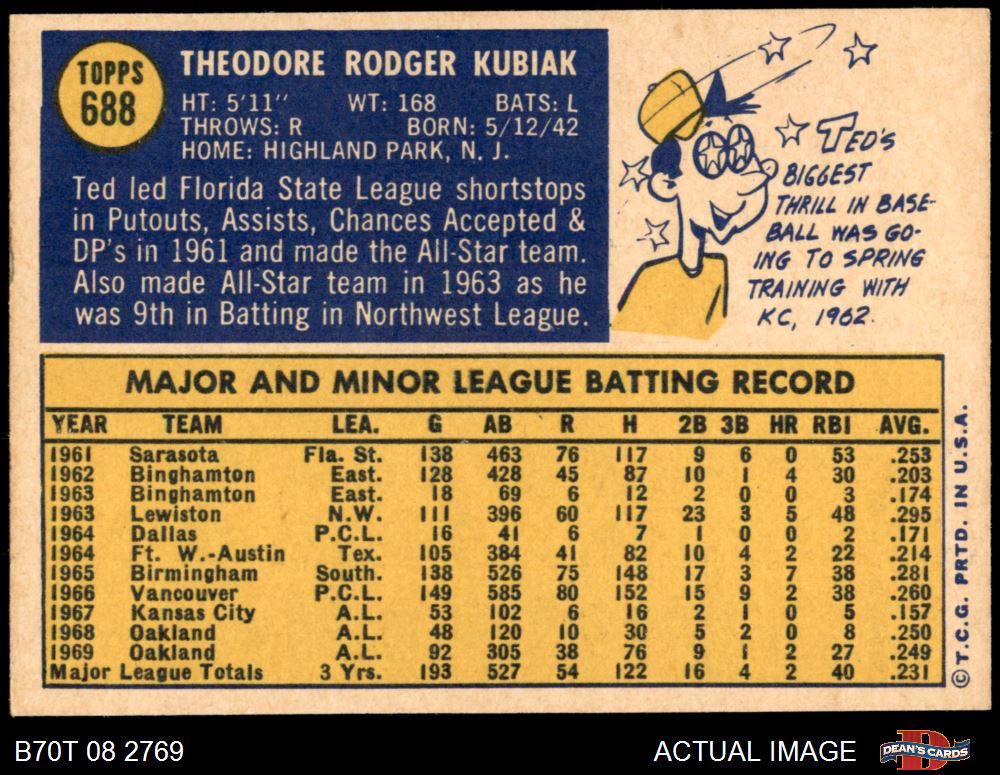 TOPPS
688
THEODORE RODGER KUBIAK
HT: 5'11" WT: 168 BATS: L
THROWS: R BORN: 5/12/42
HOME: HIGHLAND PARK, N. J.
Ted led Florida State League shortstops
in Putouts, Assists, Chances Accepted &
DP's in 1961 and made the All-Star team.
Also made All-Star team in 1963 as he
was 9th in Batting in Northwest League.
TED'S
BIGGEST
THRILL IN BASE-
BALL WAS GO-
ING TO SPRING
TRAINING WITH
KC, 1962.
MAJOR AND MINOR LEAGUE BATTING RECORD
YEAR TEAM LEA. G AB R H 2B 3B HR RBI AVG.
1961 Sarasota Fla. St. 138 463 76 117 9 6 0 53 .253
1962 Binghamton East. 128 428 45 87 10 1 4 30 .203
1963 Binghamton East. 18 69 6 12 2 0 0 3 .174
1963 Lewiston N.W. 111 396 60 117 23 3 5 48 .295
1964 Dallas P.C.L. 16 41 6 7 1 0 0 2 .171
1964 Ft. W.-Austin Tex. 105 384 41 82 10 4 2 22 .214
1965 Birmingham South. 138 526 75 148 17 3 7 38 .281
1966 Vancouver P.C.L. 149 585 80 152 15 9 2 38 .260
1967 Kansas City A.L. 53 102 6 16 2 1 0 5 .157
1968 Oakland A.L. 48 120 10 30 5 2 0 8 .250
1969 Oakland A.L. 92 305 38 76 9 1 2 27 .249
Major League Totals 3 Yrs. 193 527 54 122 16 4 2 40 .231
© T.C.G. PRTD. IN U.S.A.
B70T 08 2769 ACTUAL IMAGE
D
DEAN'S CARDS